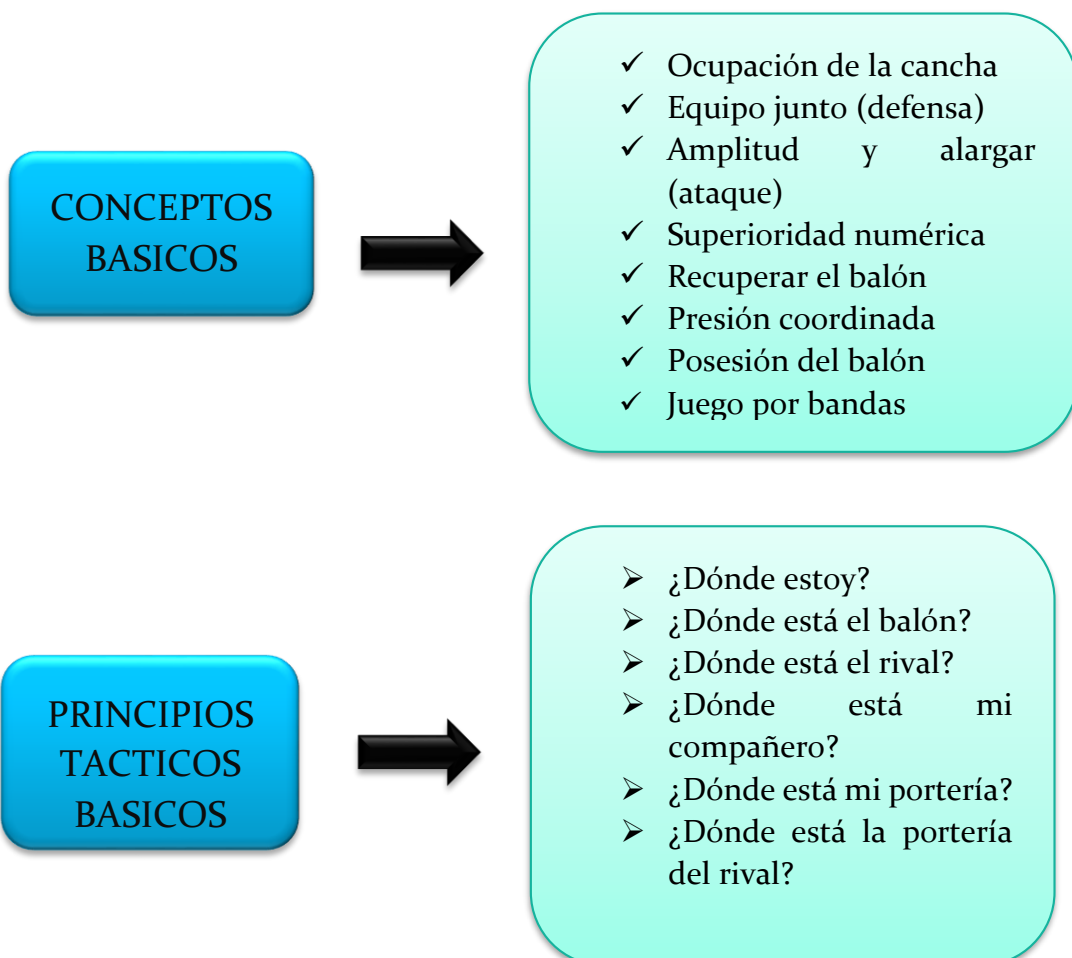 CONCEPTOS
BASICOS
✓ Ocupación de la cancha
✓ Equipo junto (defensa)
✓ Amplitud y alargar
(ataque)
✓ Superioridad numérica
✓ Recuperar el balón
✓ Presión coordinada
✓ Posesión del balón
✓ Juego por bandas
PRINCIPIOS
TACTICOS
BASICOS
➢ ¿Dónde estoy?
➢ ¿Dónde está el balón?
➢ ¿Dónde está el rival?
➢ ¿Dónde está mi
compañero?
➢ ¿Dónde está mi portería?
➢ ¿Dónde está la portería
del rival?